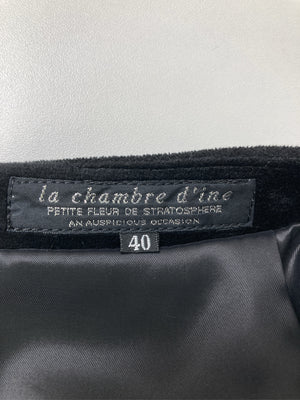 la chambre d'ine
PETITE FLEUR DE STRATOSPHERE
AN AUSPICIOUS OCCASION
40